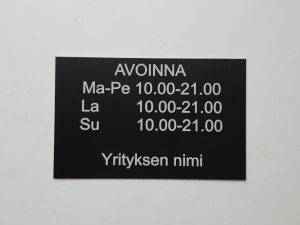 AVOINNA
Ma-Pe 10.00-21.00
La 10.00-21.00
Su 10.00-21.00
Yrityksen nimi